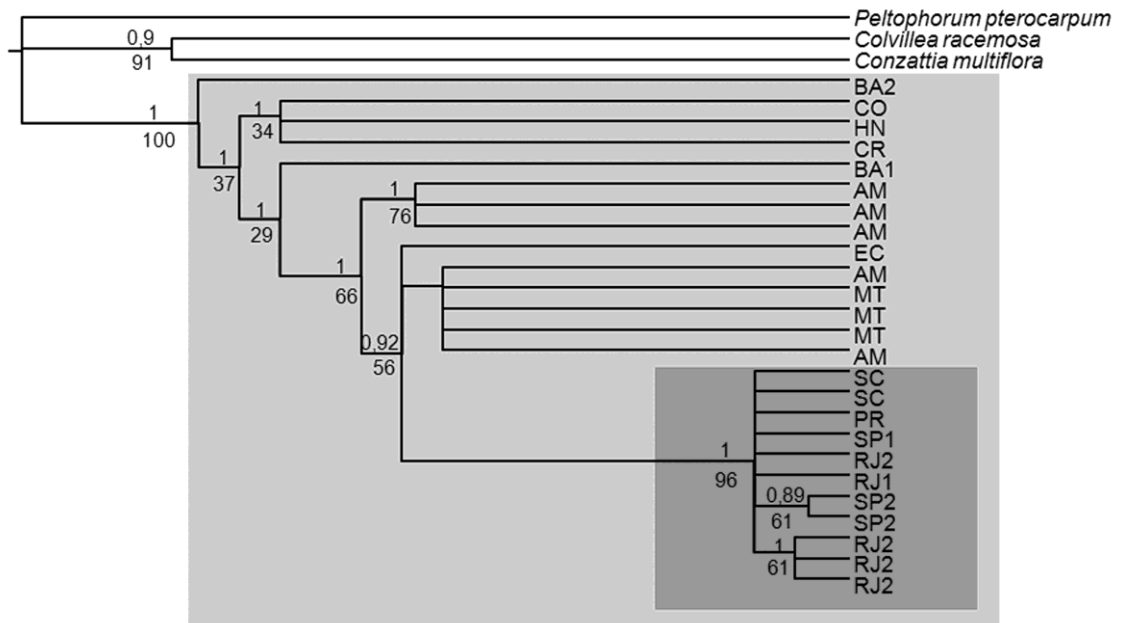 Peltophorum pterocarpum
0,9
Colvillea racemosa
91
Conzattia multiflora
BA2
1
CO
1
100
34
HN
CR
1
37
BA1
1
29
1
AM
76
AM
AM
EC
1
66
AM
MT
MT
MT
0,92
56
AM
SC
SC
PR
SP1
1
96
RJ2
RJ1
0,89
SP2
61
SP2
1
RJ2
61
RJ2
RJ2